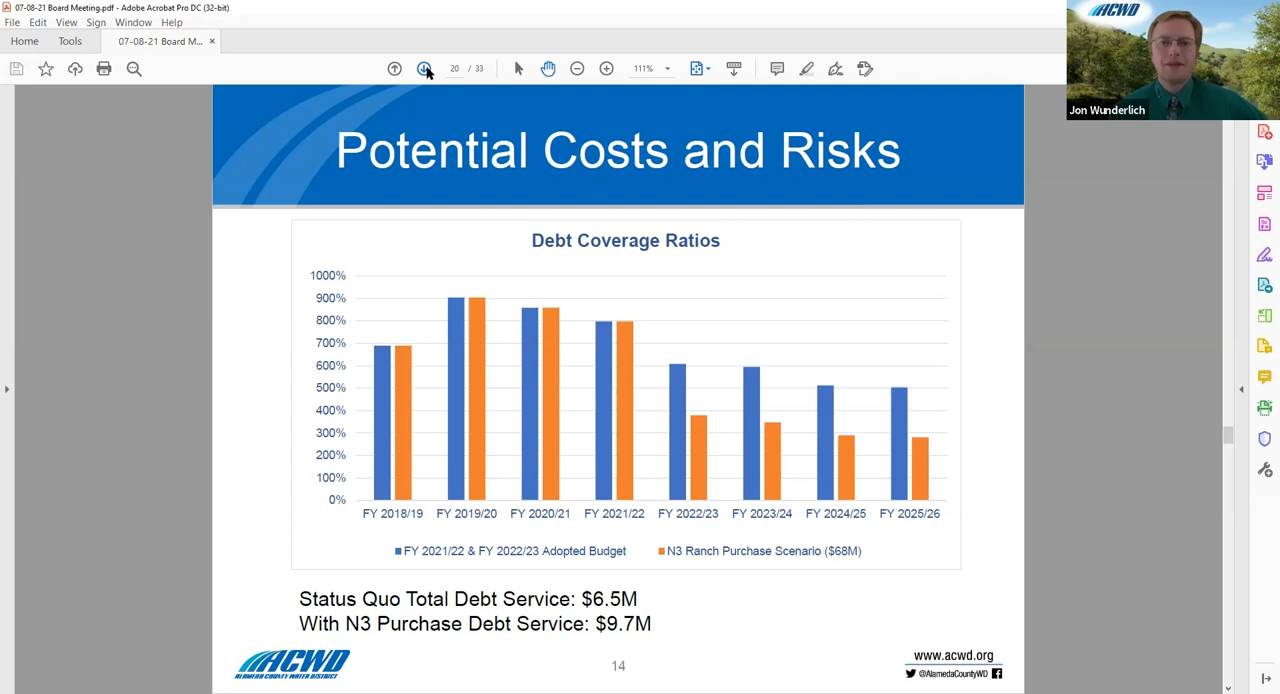 07-08-21 Board Meeting.pdf - Adobe Acrobat Pro DC (32-bit)
File Edit View Sign Window Help
Home Tools 07-08-21 Board M... ×
20 / 33 111%
ACWD
Jon Wunderlich
Potential Costs and Risks
Debt Coverage Ratios
1000%
900%
800%
700%
600%
500%
400%
300%
200%
100%
0%
FY 2018/19 FY 2019/20 FY 2020/21 FY 2021/22 FY 2022/23 FY 2023/24 FY 2024/25 FY 2025/26
FY 2021/22 & FY 2022/23 Adopted Budget N3 Ranch Purchase Scenario ($68M)
Status Quo Total Debt Service: $6.5M
With N3 Purchase Debt Service: $9.7M
ACWD
ALAMEDA COUNTY WATER DISTRICT
14
www.acwd.org
@AlamedaCountyWD